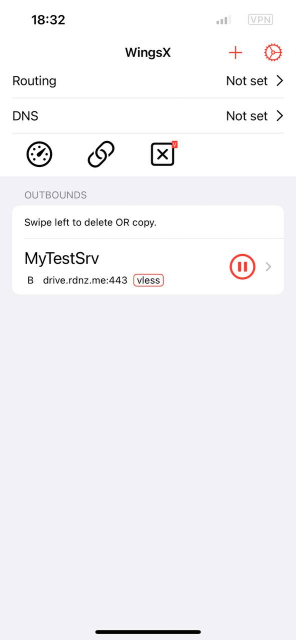 18:32
VPN
WingsX
Routing Not set
DNS Not set
OUTBOUNDS
Swipe left to delete OR copy.
MyTestSrv
B drive.rdnz.me:443 vless